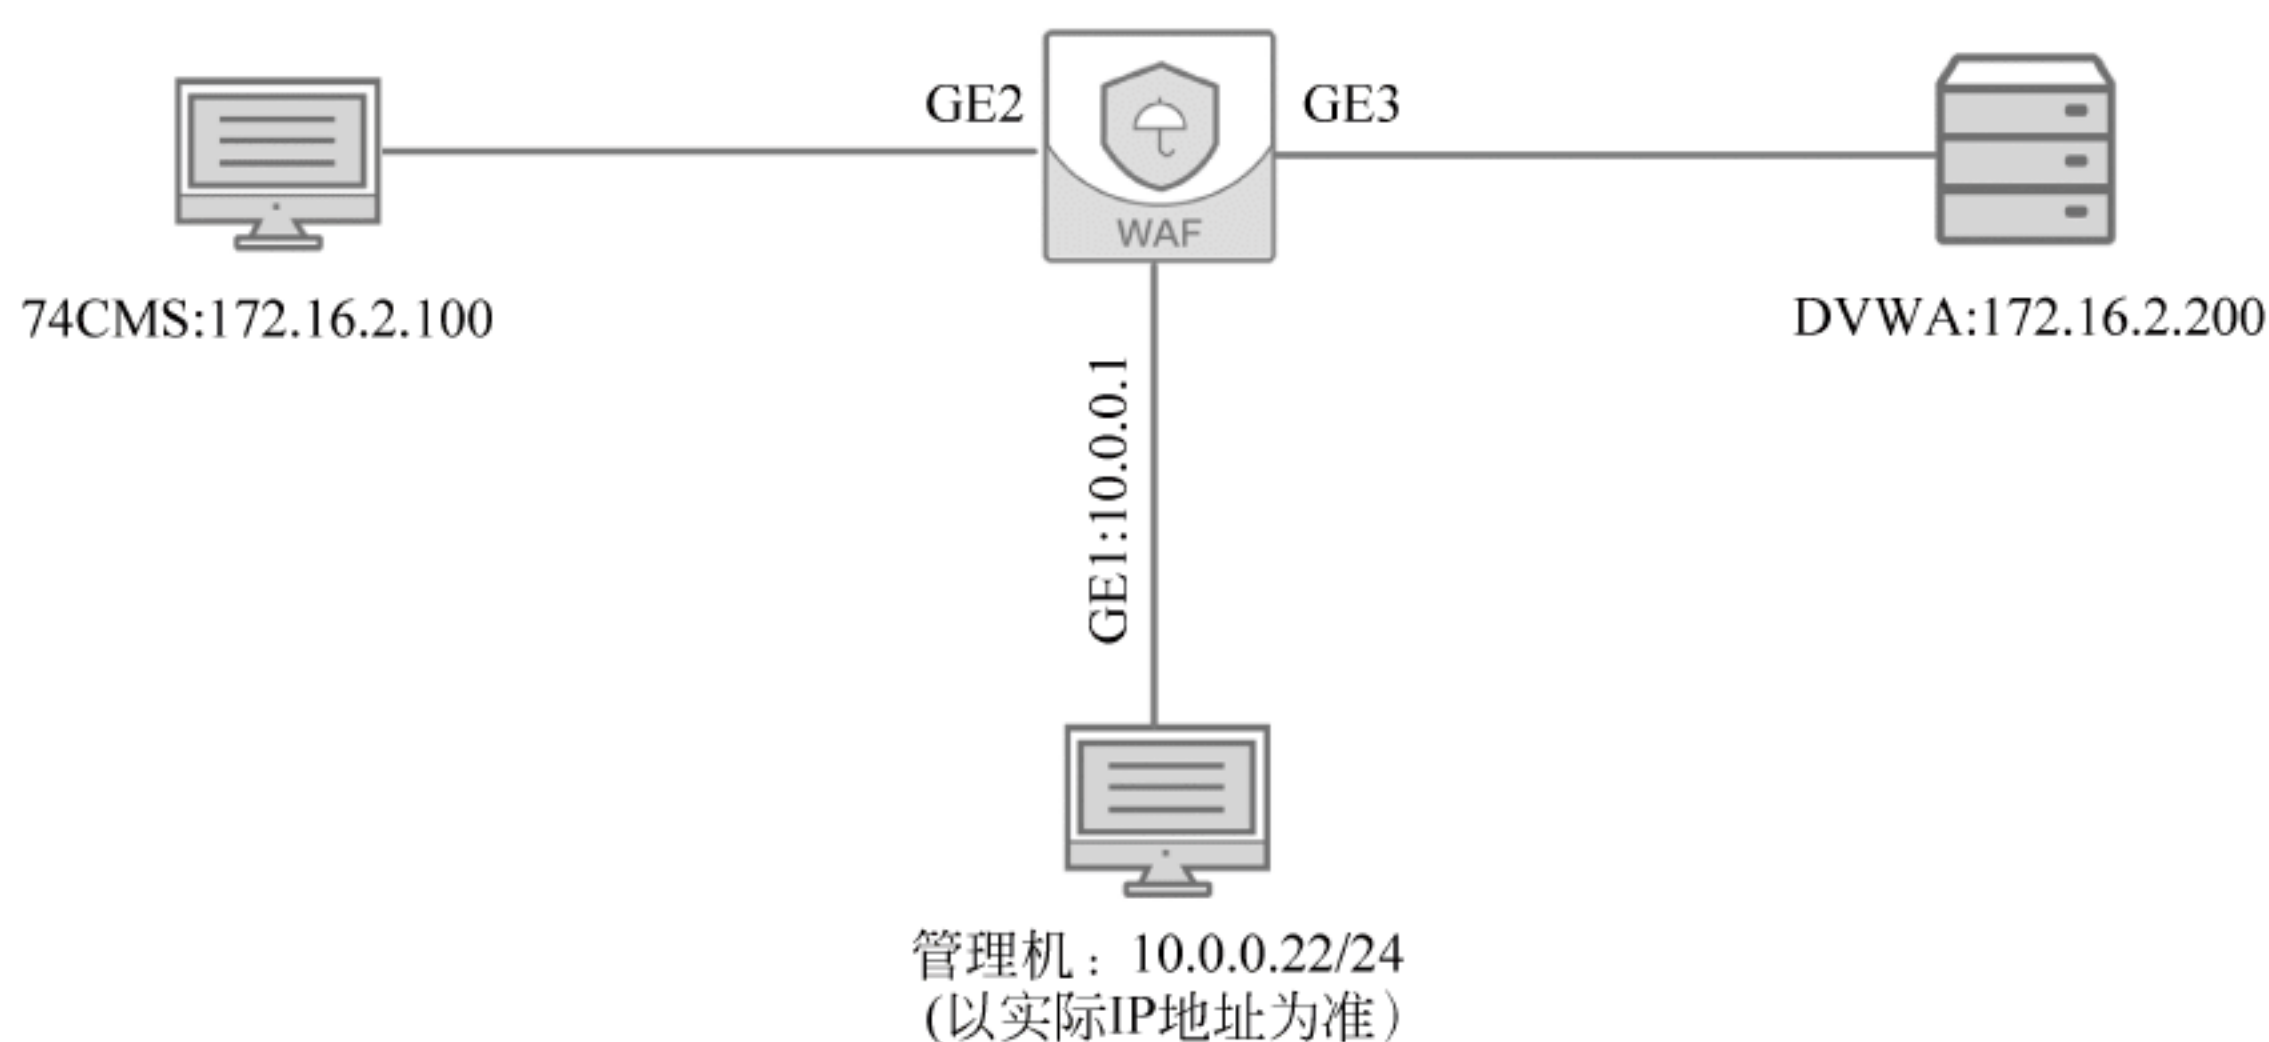 GE2
GE3
WAF
74CMS:172.16.2.100
DVWA:172.16.2.200
GE1:10.0.0.1
管理机：10.0.0.22/24
(以实际IP地址为准）